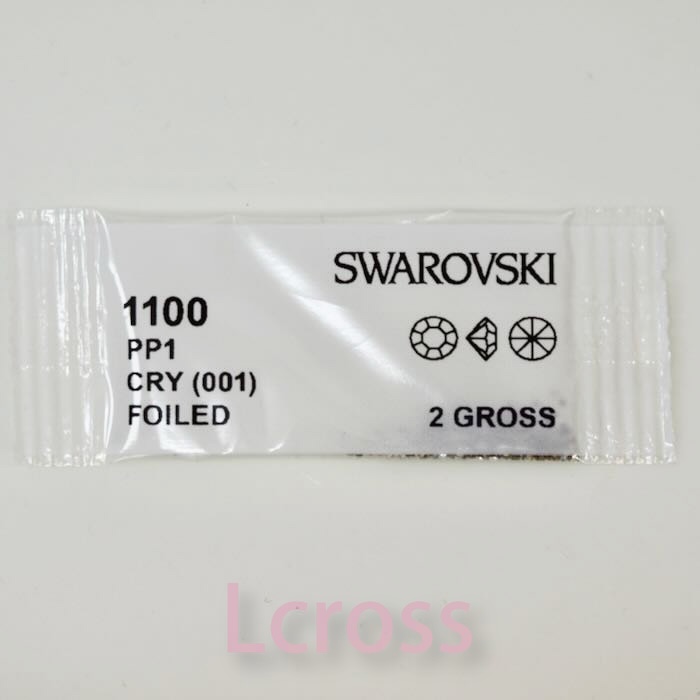 SWAROVSKI
1100
PP1
CRY (001)
FOILED
2 GROSS
Lcross